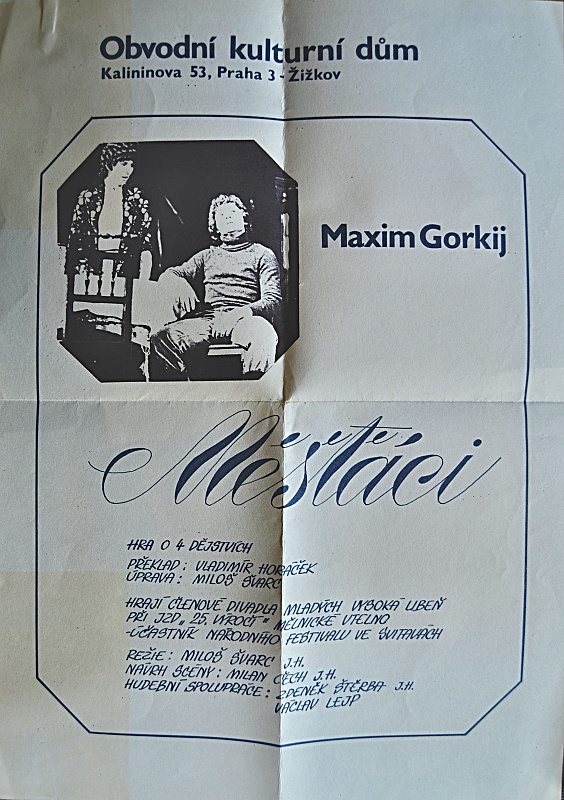 Obvodní kulturní dům
Kalininova 53, Praha 3 - Žižkov
Maxim Gorkij
Měšťáci
HRA O 4 DĚJSTVÍCH
PŘEKLAD : VLADIMÍR HORÁČEK
ÚPRAVA : MILOŠ ŠVARC
HRAJÍ ČLENOVÉ DIVADLA MLADÝCH VYSOKÁ LIBEŇ
PŘI JZD „ 25. VÝROČÍ " MĚLNICKÉ VTELNO
-ÚČASTNÍK NÁRODNÍHO FESTIVALU VE SVITAVÁCH
REŽIE : MILOŠ ŠVARC J.H.
NÁVRH SCÉNY : MILAN ČECH J.H.
HUDEBNÍ SPOLUPRÁCE : ZDENĚK ŠTĚRBA J.H.
VÁCLAV LEJP